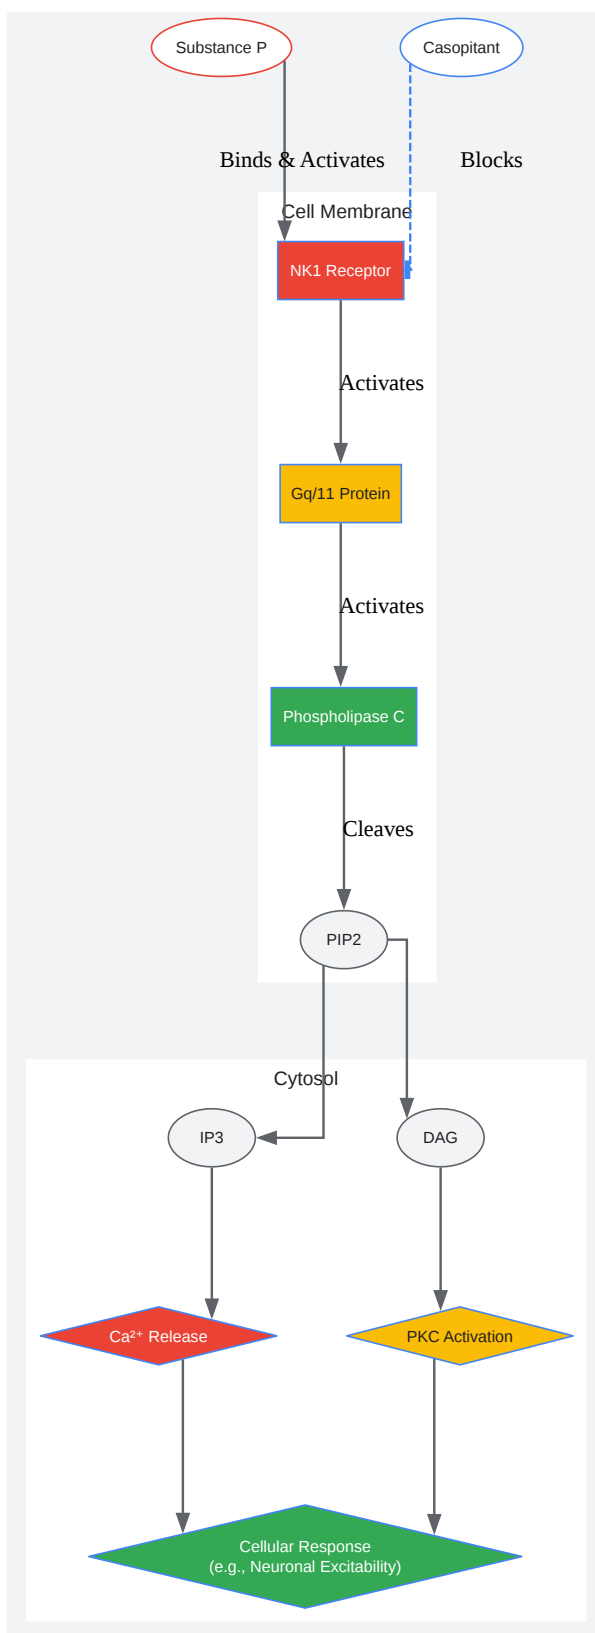 Substance P
Casopitant
Binds & Activates
Blocks
Cell Membrane
NK1 Receptor
Activates
Gq/11 Protein
Activates
Phospholipase C
Cleaves
PIP2
Cytosol
IP3
DAG
Ca²⁺ Release
PKC Activation
Cellular Response
(e.g., Neuronal Excitability)